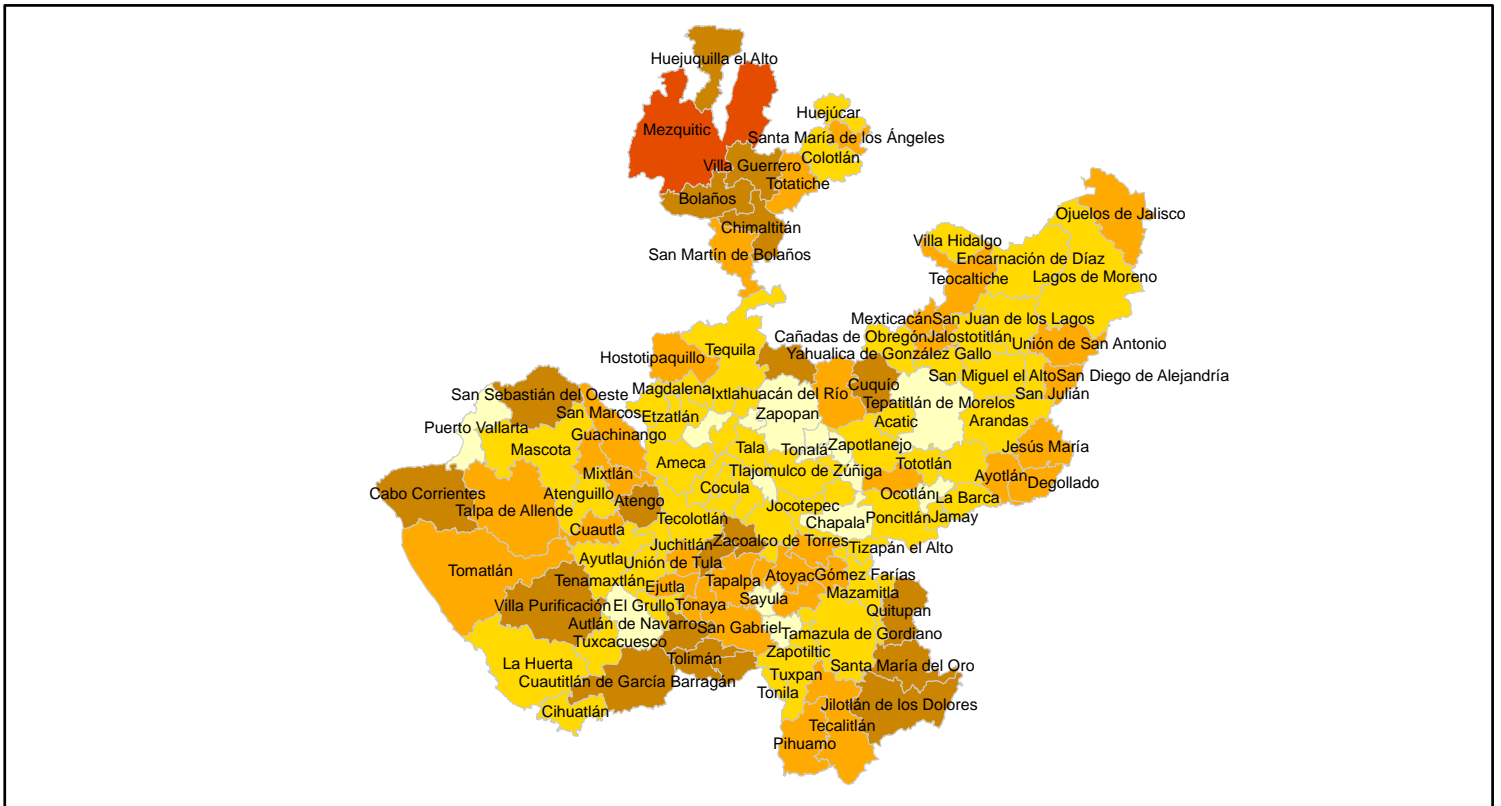 Huejuquilla el Alto
Huejúcar
Mezquitic
Santa María de los Ángeles
Villa Guerrero
Colotlán
Totatiche
Bolaños
Chimaltitán
San Martín de Bolaños
Ojuelos de Jalisco
Villa Hidalgo
Encarnación de Díaz
Teocaltiche
Lagos de Moreno
Mexticacán
San Juan de los Lagos
Cañadas de Obregón
Jalostotitlán
Unión de San Antonio
Tequila
Hostotipaquillo
Yahualica de González Gallo
San Miguel el Alto
San Diego de Alejandría
Cuquío
San Sebastián del Oeste
Magdalena
Ixtlahuacán del Río
San Julián
Tepatitlán de Morelos
San Marcos
Etzatlán
Zapopan
Acatic
Arandas
Puerto Vallarta
Guachinango
Mascota
Tala
Tonalá
Zapotlanejo
Jesús María
Ameca
Tlajomulco de Zúñiga
Tototlán
Mixtlán
Ayotlán
Degollado
Cabo Corrientes
Atenguillo
Cocula
Ocotlán
La Barca
Atengo
Talpa de Allende
Jocotepec
Tecolotlán
Chapala
Poncitlán
Jamay
Cuautla
Zacoalco de Torres
Juchitlán
Tizapán el Alto
Ayutla
Unión de Tula
Tomatlán
Tenamaxtlán
Ejutla
Tapalpa
Atoyac
Gómez Farías
Mazamitla
Villa Purificación
El Grullo
Tonaya
Sayula
Quitupan
Autlán de Navarro
San Gabriel
Tamazula de Gordiano
Tuxcacuesco
Zapotiltic
La Huerta
Tolimán
Santa María del Oro
Cuautitlán de García Barragán
Tuxpan
Tonila
Jilotlán de los Dolores
Cihuatlán
Tecalitlán
Pihuamo